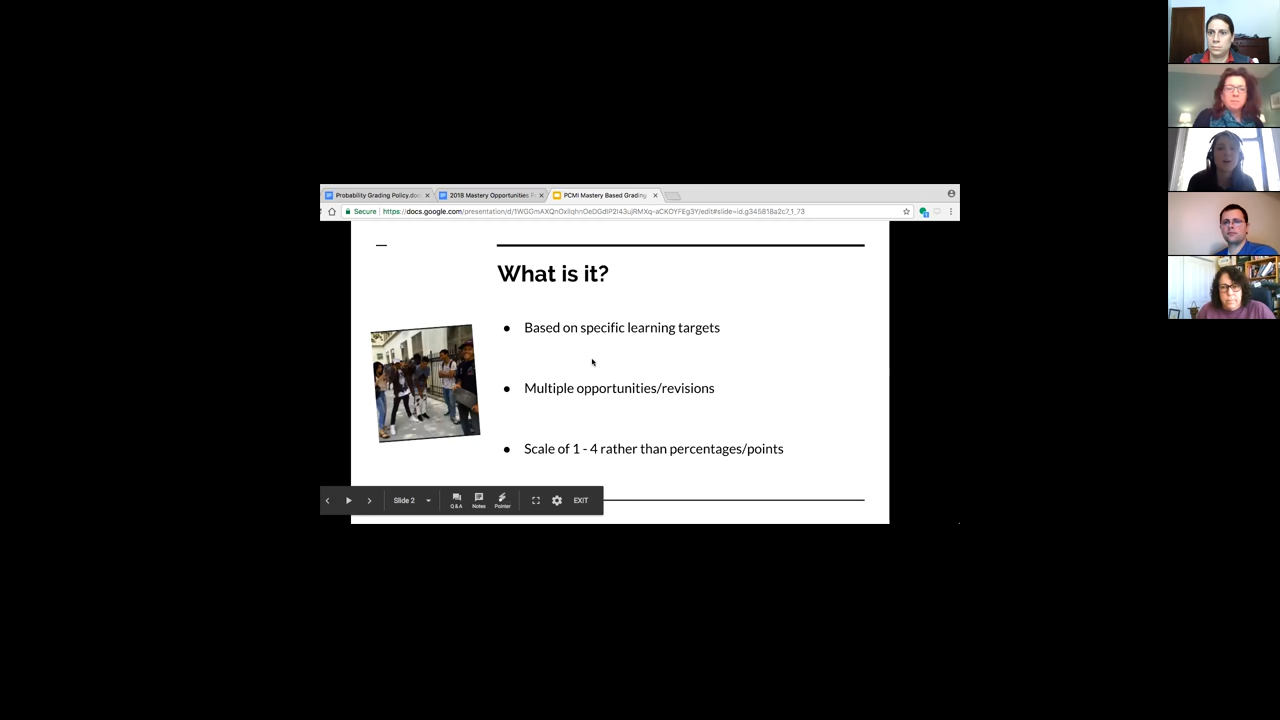 Probability Grading Policy.doc
2018 Mastery Opportunities
PCMI Mastery Based Grading
Secure
What is it?
● Based on specific learning targets
● Multiple opportunities/revisions
● Scale of 1 - 4 rather than percentages/points
Slide 2
Q&A
Notes
Pointer
EXIT